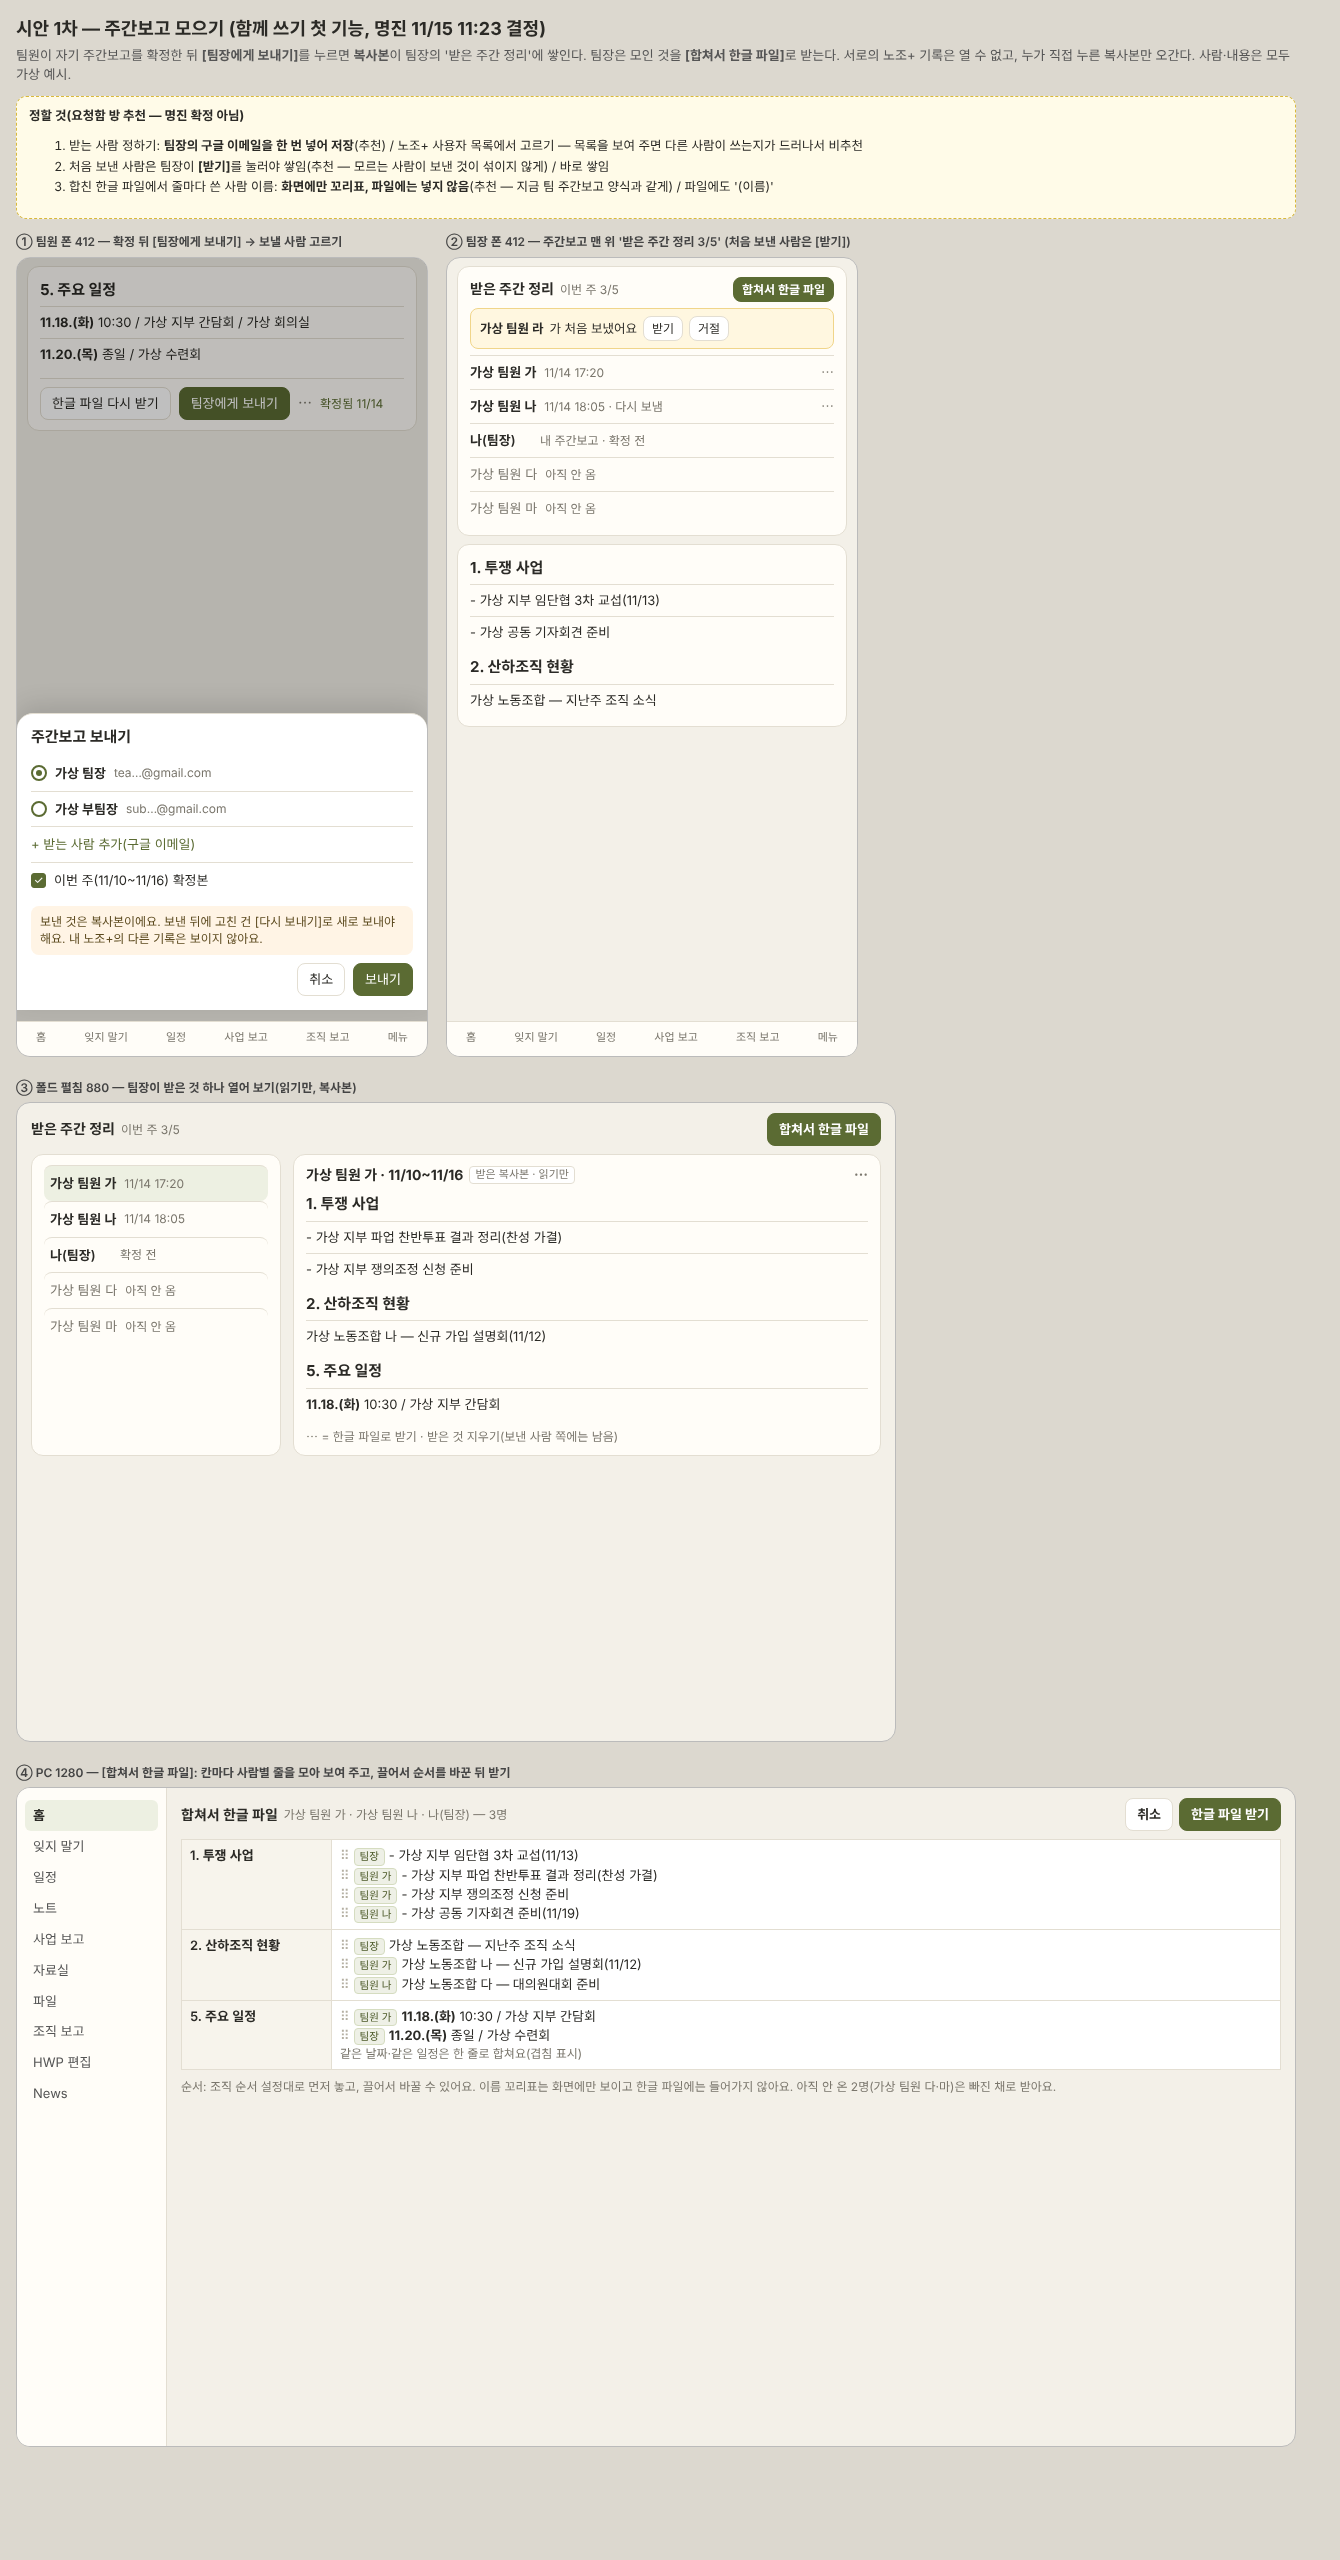 시안 1차 — 주간보고 모으기 (함께 쓰기 첫 기능, 명진 11/15 11:23 결정)
팀원이 자기 주간보고를 확정한 뒤 [팀장에게 보내기]를 누르면 복사본이 팀장의 '받은 주간 정리'에 쌓인다. 팀장은 모인 것을 [합쳐서 한글 파일]로 받는다. 서로의 노조+ 기록은 열 수 없고, 누가 직접 누른 복사본만 오간다. 사람·내용은 모두
가상 예시.
정할 것(요청함 방 추천 — 명진 확정 아님)
1. 받는 사람 정하기: 팀장의 구글 이메일을 한 번 넣어 저장(추천) / 노조+ 사용자 목록에서 고르기 — 목록을 보여 주면 다른 사람이 쓰는지가 드러나서 비추천
2. 처음 보낸 사람은 팀장이 [받기]를 눌러야 쌓임(추천 — 모르는 사람이 보낸 것이 섞이지 않게) / 바로 쌓임
3. 합친 한글 파일에서 줄마다 쓴 사람 이름: 화면에만 꼬리표, 파일에는 넣지 않음(추천 — 지금 팀 주간보고 양식과 같게) / 파일에도 '(이름)'
① 팀원 폰 412 — 확정 뒤 [팀장에게 보내기] → 보낼 사람 고르기
5. 주요 일정
11.18.(화) 10:30 / 가상 지부 간담회 / 가상 회의실
11.20.(목) 종일 / 가상 수련회
한글 파일 다시 받기 팀장에게 보내기 ⋯ 확정됨 11/14
주간보고 보내기
가상 팀장 tea...@gmail.com
가상 부팀장 sub...@gmail.com
+ 받는 사람 추가(구글 이메일)
이번 주(11/10~11/16) 확정본
보낸 것은 복사본이에요. 보낸 뒤에 고친 건 [다시 보내기]로 새로 보내야
해요. 내 노조+의 다른 기록은 보이지 않아요.
취소 보내기
홈 잊지 말기 일정 사업 보고 조직 보고 메뉴
② 팀장 폰 412 — 주간보고 맨 위 '받은 주간 정리 3/5' (처음 보낸 사람은 [받기])
받은 주간 정리 이번 주 3/5 합쳐서 한글 파일
가상 팀원 라 가 처음 보냈어요 받기 거절
가상 팀원 가 11/14 17:20 ⋯
가상 팀원 나 11/14 18:05 · 다시 보냄 ⋯
나(팀장) 내 주간보고 · 확정 전
가상 팀원 다 아직 안 옴
가상 팀원 마 아직 안 옴
1. 투쟁 사업
- 가상 지부 임단협 3차 교섭(11/13)
- 가상 공동 기자회견 준비
2. 산하조직 현황
가상 노동조합 — 지난주 조직 소식
홈 잊지 말기 일정 사업 보고 조직 보고 메뉴
③ 폴드 펼침 880 — 팀장이 받은 것 하나 열어 보기(읽기만, 복사본)
받은 주간 정리 이번 주 3/5 합쳐서 한글 파일
가상 팀원 가 11/14 17:20
가상 팀원 나 11/14 18:05
나(팀장) 확정 전
가상 팀원 다 아직 안 옴
가상 팀원 마 아직 안 옴
가상 팀원 가 · 11/10~11/16 받은 복사본 · 읽기만 ⋯
1. 투쟁 사업
- 가상 지부 파업 찬반투표 결과 정리(찬성 가결)
- 가상 지부 쟁의조정 신청 준비
2. 산하조직 현황
가상 노동조합 나 — 신규 가입 설명회(11/12)
5. 주요 일정
11.18.(화) 10:30 / 가상 지부 간담회
⋯ = 한글 파일로 받기 · 받은 것 지우기(보낸 사람 쪽에는 남음)
④ PC 1280 — [합쳐서 한글 파일]: 칸마다 사람별 줄을 모아 보여 주고, 끌어서 순서를 바꾼 뒤 받기
홈
잊지 말기
일정
노트
사업 보고
자료실
파일
조직 보고
HWP 편집
News
합쳐서 한글 파일 가상 팀원 가 · 가상 팀원 나 · 나(팀장) — 3명 취소 한글 파일 받기
1. 투쟁 사업
⠿ 팀장 - 가상 지부 임단협 3차 교섭(11/13)
⠿ 팀원 가 - 가상 지부 파업 찬반투표 결과 정리(찬성 가결)
⠿ 팀원 가 - 가상 지부 쟁의조정 신청 준비
⠿ 팀원 나 - 가상 공동 기자회견 준비(11/19)
2. 산하조직 현황
⠿ 팀장 가상 노동조합 — 지난주 조직 소식
⠿ 팀원 가 가상 노동조합 나 — 신규 가입 설명회(11/12)
⠿ 팀원 나 가상 노동조합 다 — 대의원대회 준비
5. 주요 일정
⠿ 팀원 가 11.18.(화) 10:30 / 가상 지부 간담회
⠿ 팀장 11.20.(목) 종일 / 가상 수련회
같은 날짜·같은 일정은 한 줄로 합쳐요(겹침 표시)
순서: 조직 순서 설정대로 먼저 놓고, 끌어서 바꿀 수 있어요. 이름 꼬리표는 화면에만 보이고 한글 파일에는 들어가지 않아요. 아직 안 온 2명(가상 팀원 다·마)은 빠진 채로 받아요.